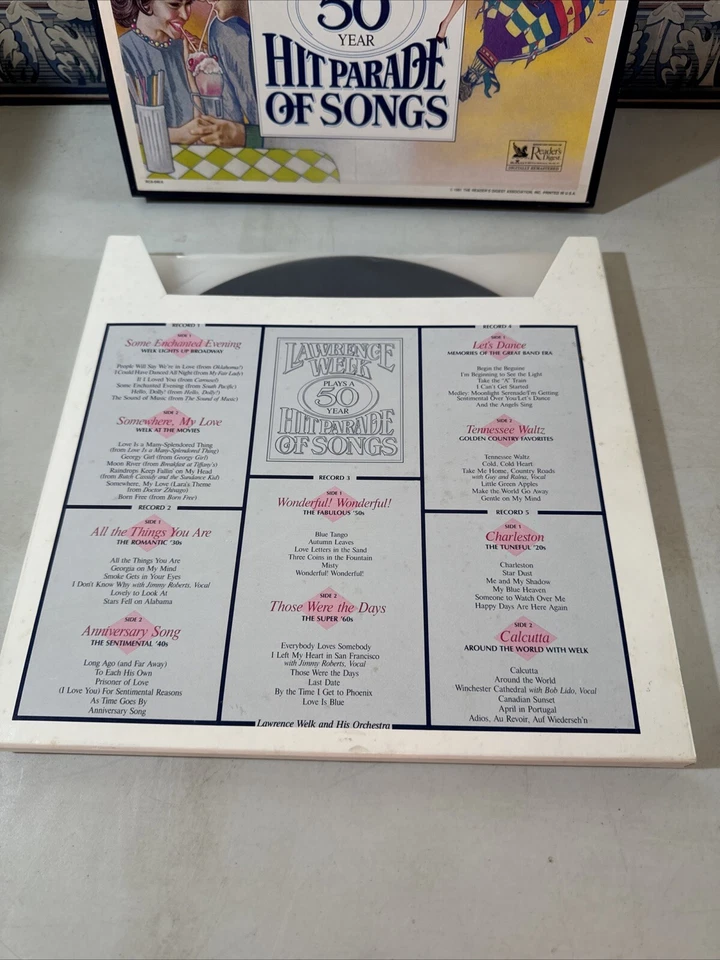 50
YEAR
HIT PARADE
OF SONGS
Reader's
Digest
DIGITALLY REMASTERED
THE READER'S DIGEST ASSOCIATION, INC. PRINTED IN U.S.A.
RECORD 1
SIDE 1
Some Enchanted Evening
WELK LIGHTS UP BROADWAY
People Will Say We're in Love (from Oklahoma!)
I Could Have Danced All Night (from My Fair Lady)
If I Loved You (from Carousel)
Some Enchanted Evening (from South Pacific)
Hello, Dolly! (from Hello, Dolly!)
The Sound of Music (from The Sound of Music)
SIDE 2
Somewhere, My Love
WELK AT THE MOVIES
Love Is a Many-Splendored Thing
(from Love Is a Many-Splendored Thing)
Georgy Girl (from Georgy Girl)
Moon River (from Breakfast at Tiffany's)
Raindrops Keep Fallin' on My Head
(from Butch Cassidy and the Sundance Kid)
Somewhere, My Love (Lara's Theme
from Doctor Zhivago)
Born Free (from Born Free)
RECORD 2
SIDE 1
All the Things You Are
THE ROMANTIC '30s
All the Things You Are
Georgia on My Mind
Smoke Gets in Your Eyes
I Don't Know Why with Jimmy Roberts, Vocal
Lovely to Look At
Stars Fell on Alabama
SIDE 2
Anniversary Song
THE SENTIMENTAL '40s
Long Ago (and Far Away)
To Each His Own
Prisoner of Love
(I Love You) For Sentimental Reasons
As Time Goes By
Anniversary Song
LAWRENCE
WELK
PLAYS A
50
YEAR
HIT PARADE
OF SONGS
RECORD 3
SIDE 1
Wonderful! Wonderful!
THE FABULOUS '50s
Blue Tango
Autumn Leaves
Love Letters in the Sand
Three Coins in the Fountain
Misty
Wonderful! Wonderful!
SIDE 2
Those Were the Days
THE SUPER '60s
Everybody Loves Somebody
I Left My Heart in San Francisco
with Jimmy Roberts, Vocal
Those Were the Days
Last Date
By the Time I Get to Phoenix
Love Is Blue
Lawrence Welk and His Orchestra
RECORD 4
SIDE 1
Let's Dance
MEMORIES OF THE GREAT BAND ERA
Begin the Beguine
I'm Beginning to See the Light
Take the "A" Train
I Can't Get Started
Medley: Moonlight Serenade/I'm Getting
Sentimental Over You/Let's Dance
And the Angels Sing
SIDE 2
Tennessee Waltz
GOLDEN COUNTRY FAVORITES
Tennessee Waltz
Cold, Cold Heart
Take Me Home, Country Roads
with Guy and Ralna, Vocal
Little Green Apples
Make the World Go Away
Gentle on My Mind
RECORD 5
SIDE 1
Charleston
THE TUNEFUL '20s
Charleston
Star Dust
Me and My Shadow
My Blue Heaven
Someone to Watch Over Me
Happy Days Are Here Again
SIDE 2
Calcutta
AROUND THE WORLD WITH WELK
Calcutta
Around the World
Winchester Cathedral with Bob Lido, Vocal
Canadian Sunset
April in Portugal
Adios, Au Revoir, Auf Wiederseh'n